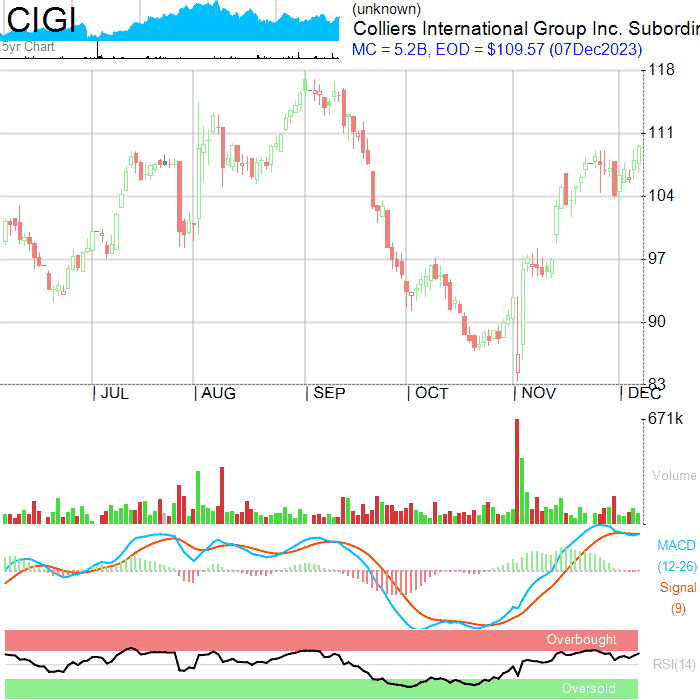 CIGI
5yr Chart
(unknown)
Colliers International Group Inc. Subordin
MC = 5.2B, EOD = $109.57 (07Dec2023)
118
111
104
97
90
83
JUL AUG SEP OCT NOV DEC
671k
Volume
MACD
(12-26)
Signal
(9)
Overbought
RSI(14)
Oversold